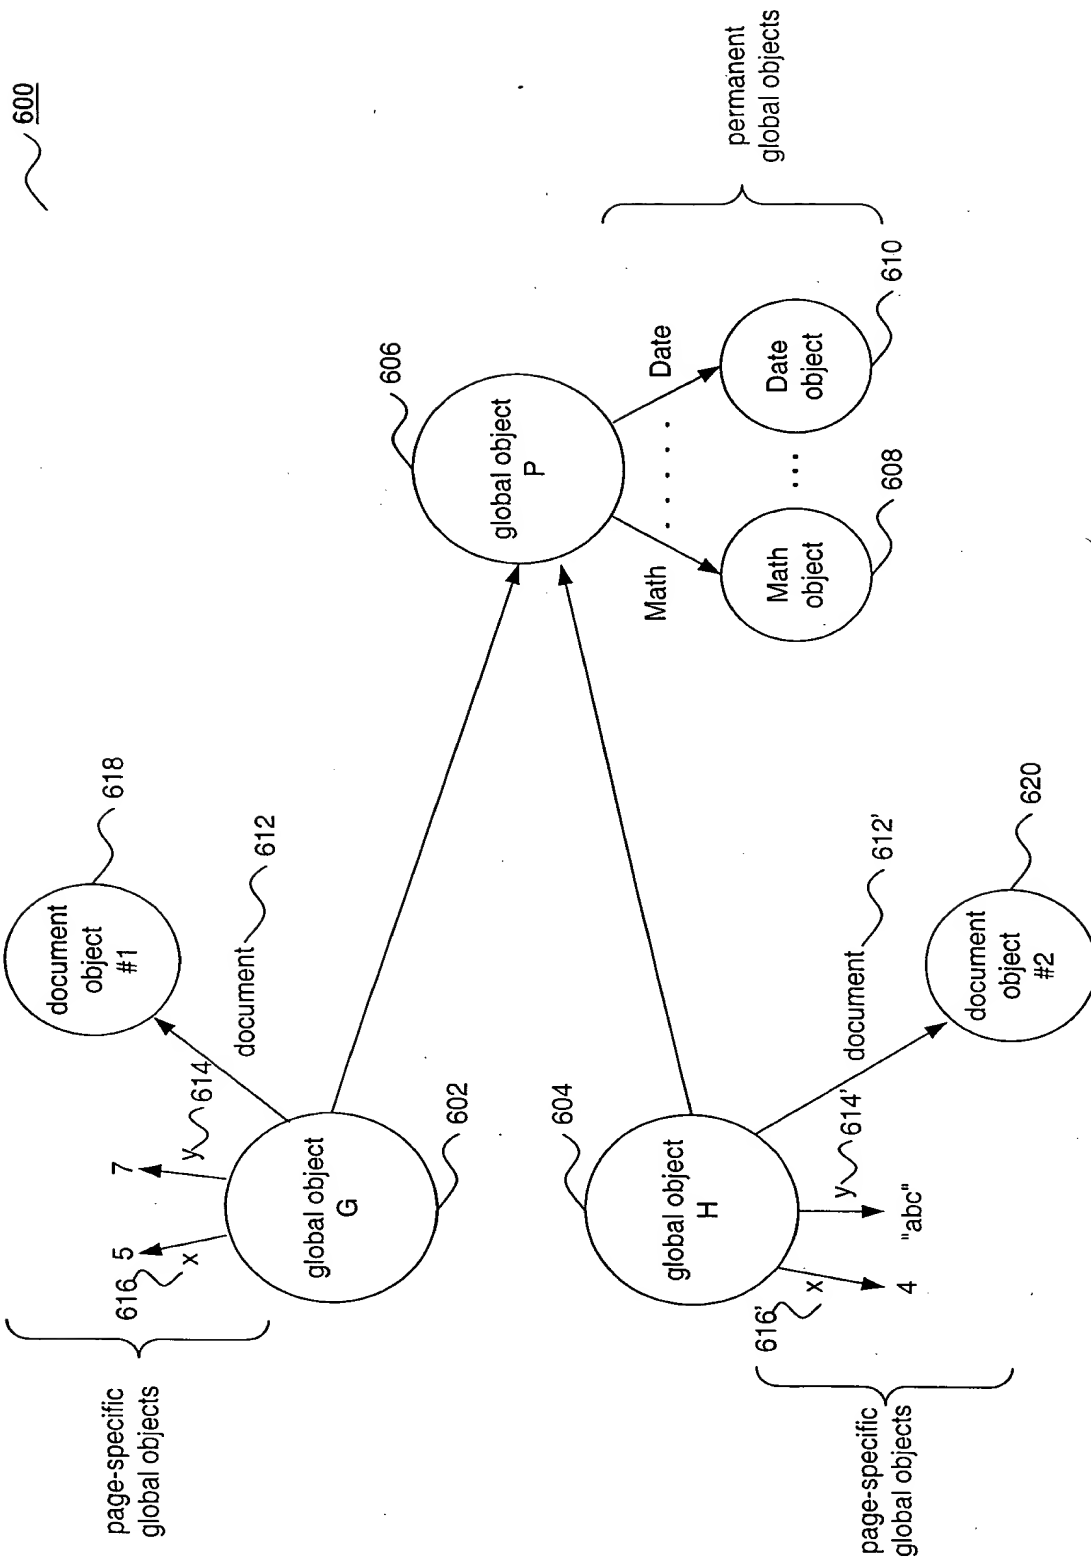 600
page-specific
global objects
616
x
5
y
614
7
document
object
#1
618
document
612
global object
G
602
global object
P
606
Math
. . . . . .
Date
Math
object
608
...
Date
object
610
permanent
global objects
604
global object
H
616'
x
4
y
614'
"abc"
document
612'
document
object
#2
620
page-specific
global objects